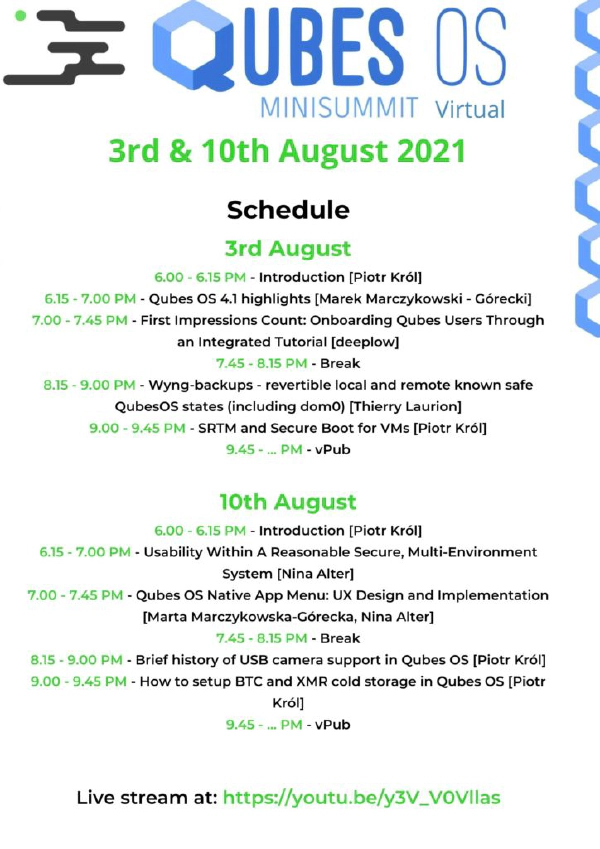 QUBES OS
MINISUMMIT Virtual
3rd & 10th August 2021
Schedule
3rd August
6.00 - 6.15 PM - Introduction [Piotr Król]
6.15 - 7.00 PM - Qubes OS 4.1 highlights [Marek Marczykowski - Górecki]
7.00 - 7.45 PM - First Impressions Count: Onboarding Qubes Users Through
an Integrated Tutorial [deeplow]
7.45 - 8.15 PM - Break
8.15 - 9.00 PM - Wyng-backups - revertible local and remote known safe
QubesOS states (including dom0) [Thierry Laurion]
9.00 - 9.45 PM - SRTM and Secure Boot for VMs [Piotr Król]
9.45 - ... PM - vPub
10th August
6.00 - 6.15 PM - Introduction [Piotr Król]
6.15 - 7.00 PM - Usability Within A Reasonable Secure, Multi-Environment
System [Nina Alter]
7.00 - 7.45 PM - Qubes OS Native App Menu: UX Design and Implementation
[Marta Marczykowska-Górecka, Nina Alter]
7.45 - 8.15 PM - Break
8.15 - 9.00 PM - Brief history of USB camera support in Qubes OS [Piotr Król]
9.00 - 9.45 PM - How to setup BTC and XMR cold storage in Qubes OS [Piotr
Król]
9.45 - ... PM - vPub
Live stream at: https://youtu.be/y3V_V0Vllas